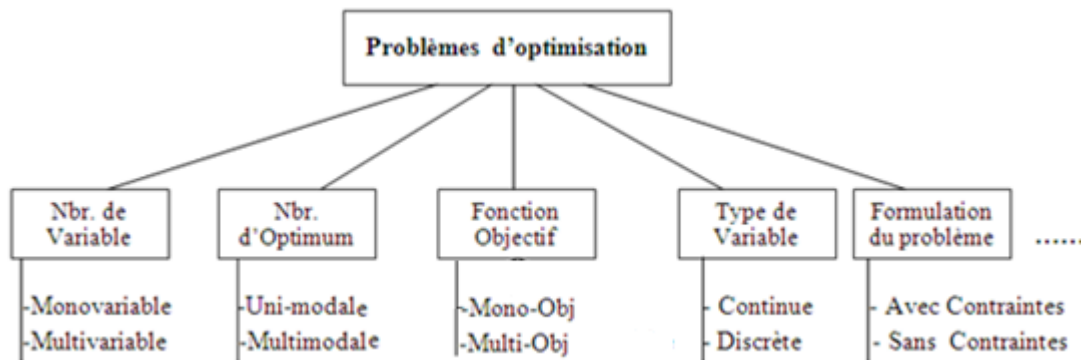 Problèmes d'optimisation
Nbr. de
Variable
-Monovariable
-Multivariable
Nbr.
d'Optimum
-Uni-modale
-Multimodale
Fonction
Objectif
-Mono-Obj
-Multi-Obj
Type de
Variable
- Continue
- Discrète
Formulation
du problème
- Avec Contraintes
- Sans Contraintes
......